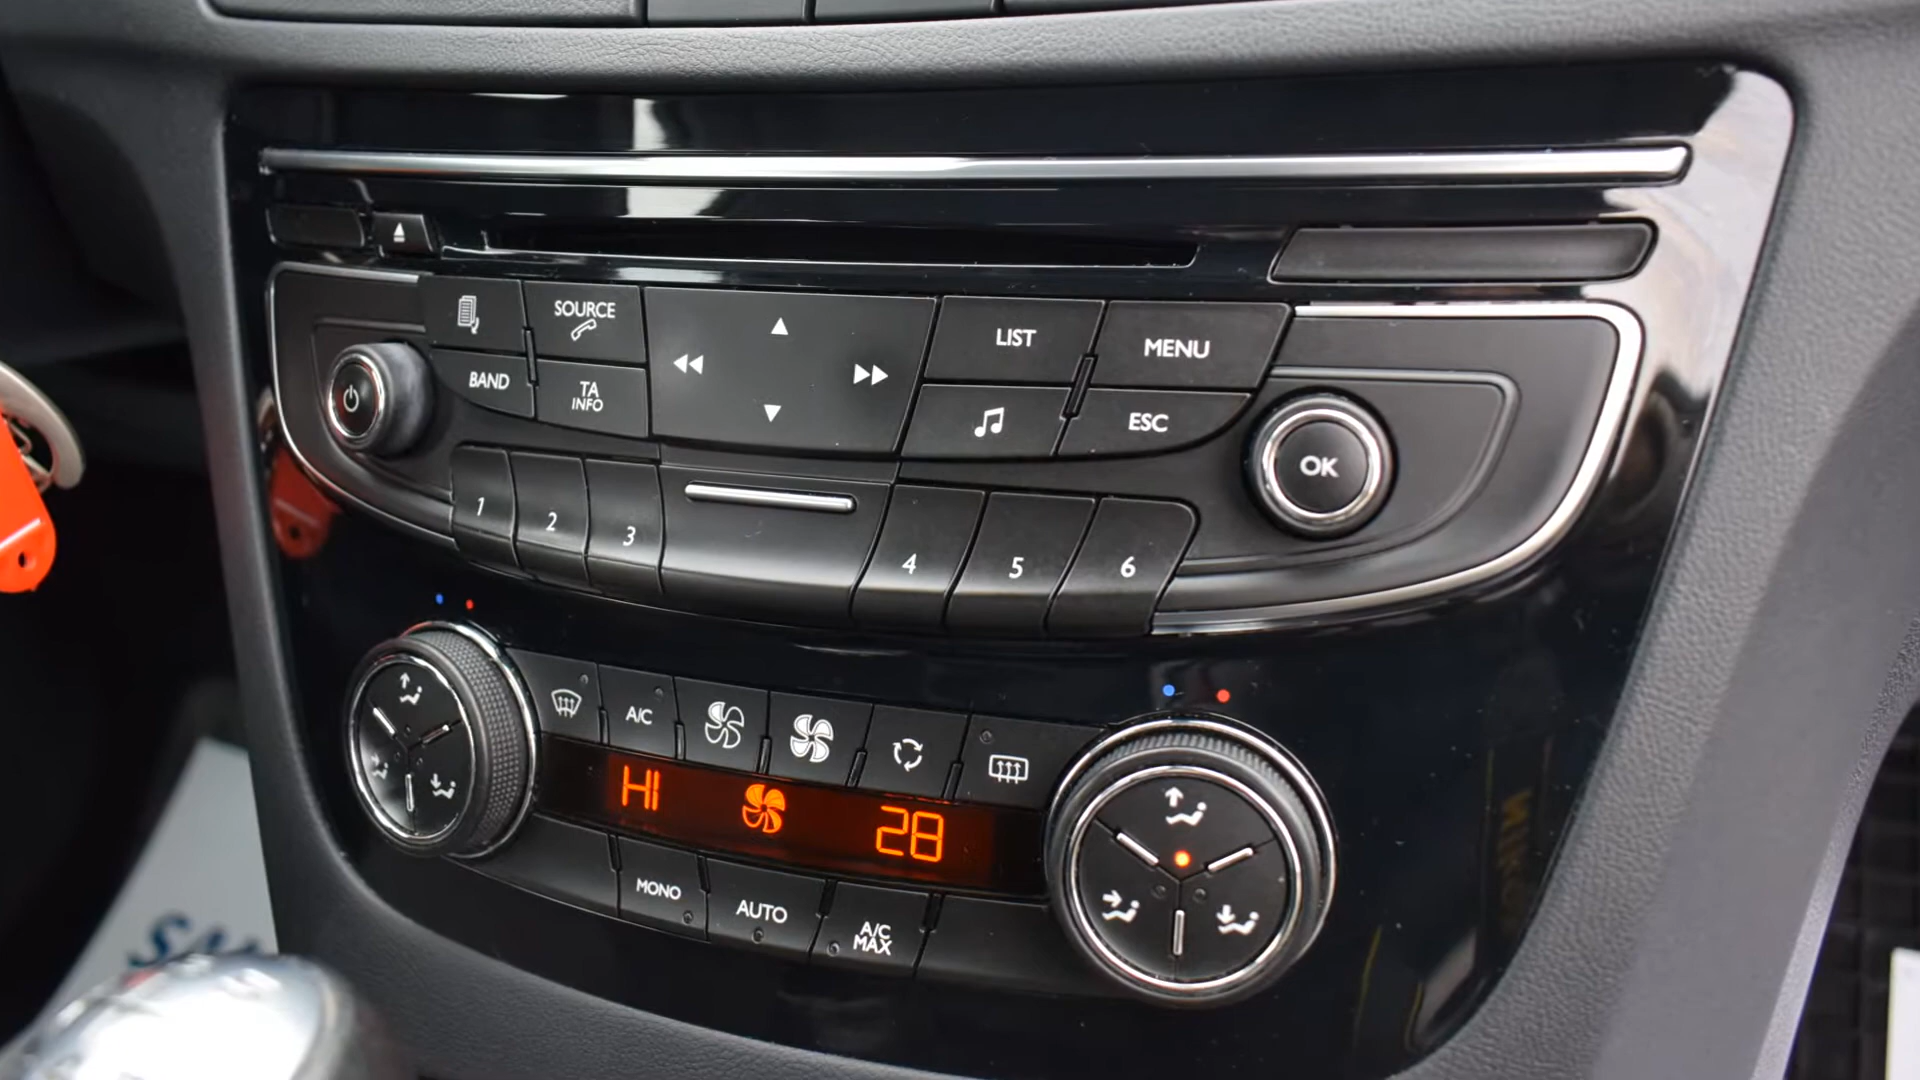 SOURCE
BAND
TA
INFO
LIST
MENU
ESC
OK
1
2
3
4
5
6
A/C
HI
28
MONO
AUTO
A/C
MAX